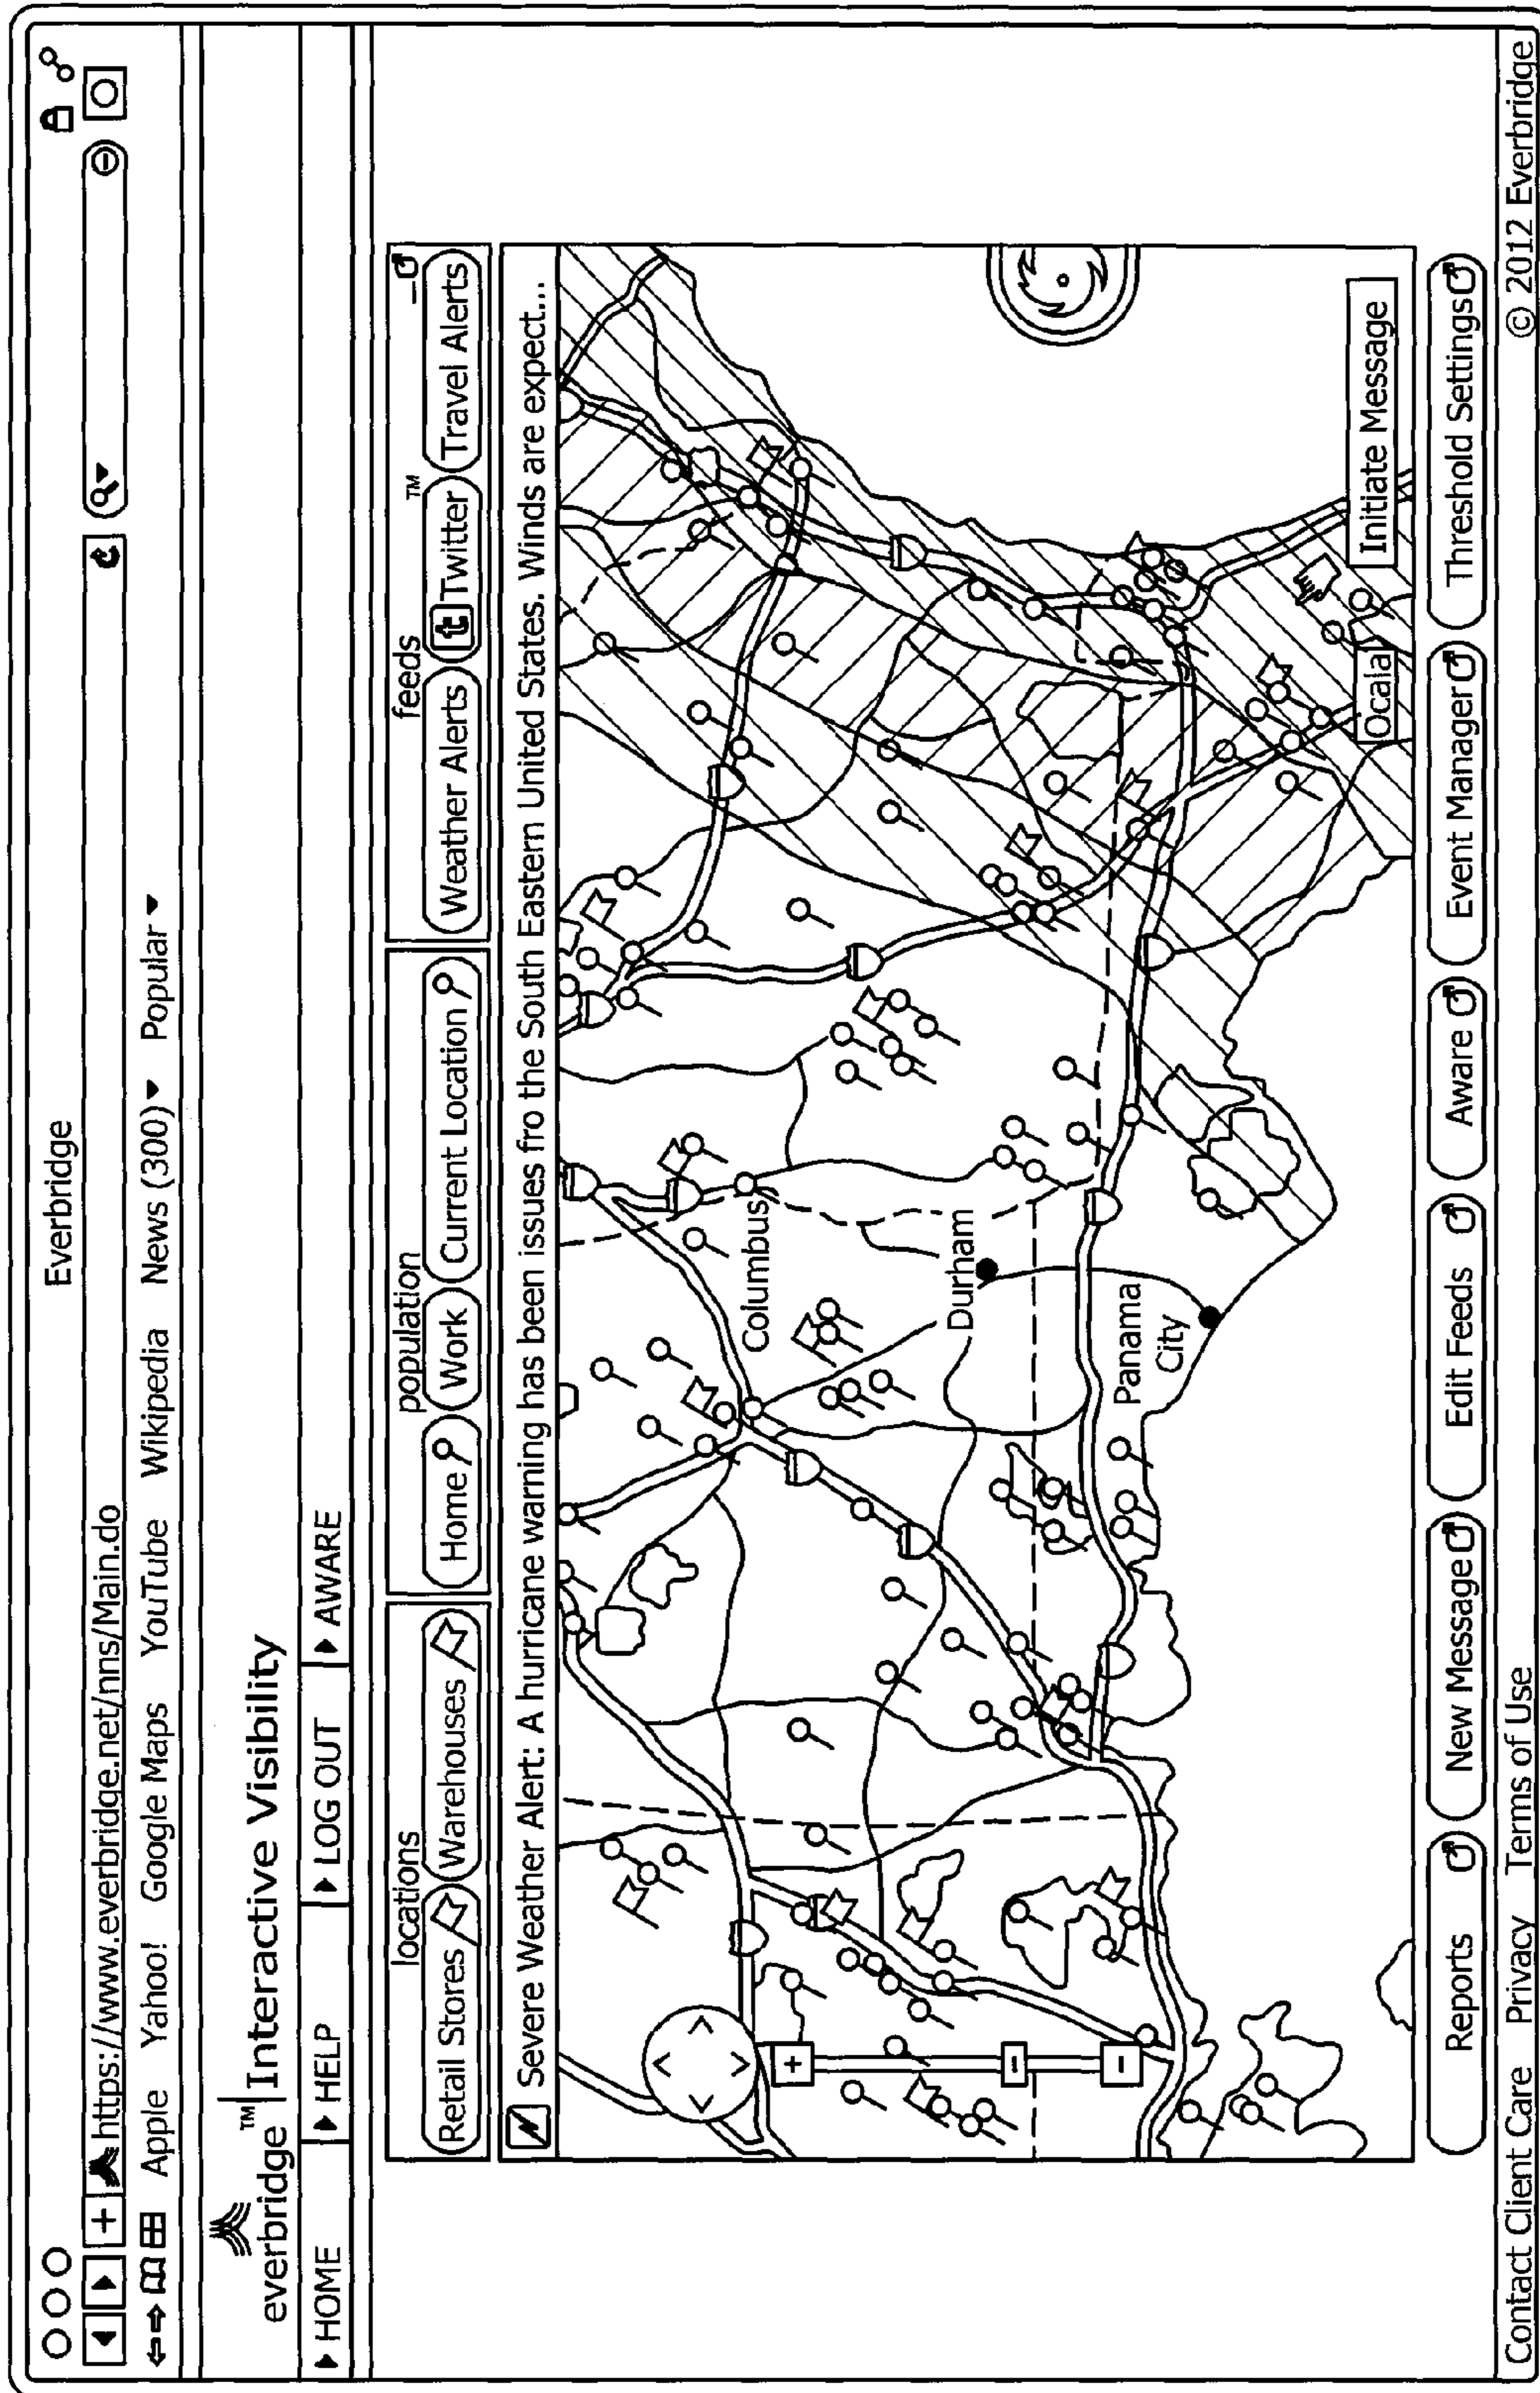 Everbridge
https://www.everbridge.net/nns/Main.do
Apple Yahoo! Google Maps YouTube Wikipedia News (300) Popular
everbridge™ Interactive Visibility
HOME HELP LOG OUT AWARE
locations population feeds
Retail Stores Warehouses Home Work Current Location Weather Alerts t Twitter™ Travel Alerts
Severe Weather Alert: A hurricane warning has been issues fro the South Eastern United States. Winds are expect...
Columbus
Durham
Panama
City
Ocala
Initiate Message
Reports New Message Edit Feeds Aware Event Manager Threshold Settings
Contact Client Care Privacy Terms of Use © 2012 Everbridge